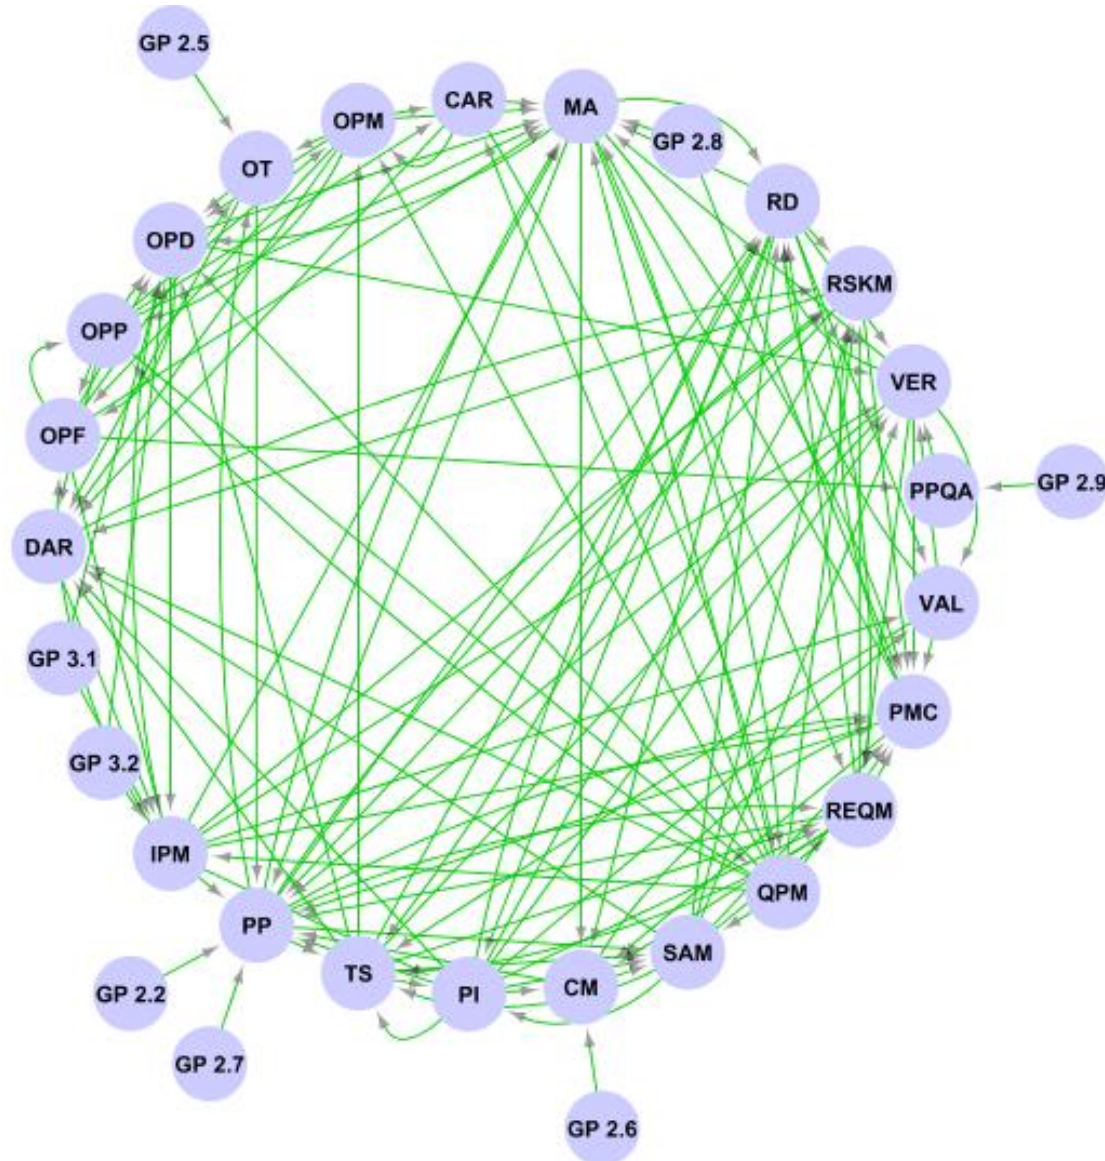 GP 2.5
CAR
MA
OPM
GP 2.8
OT
RD
OPD
RSKM
OPP
VER
OPF
GP 2.9
PPQA
DAR
VAL
GP 3.1
PMC
GP 3.2
REQM
IPM
QPM
PP
SAM
TS
CM
PI
GP 2.2
GP 2.7
GP 2.6